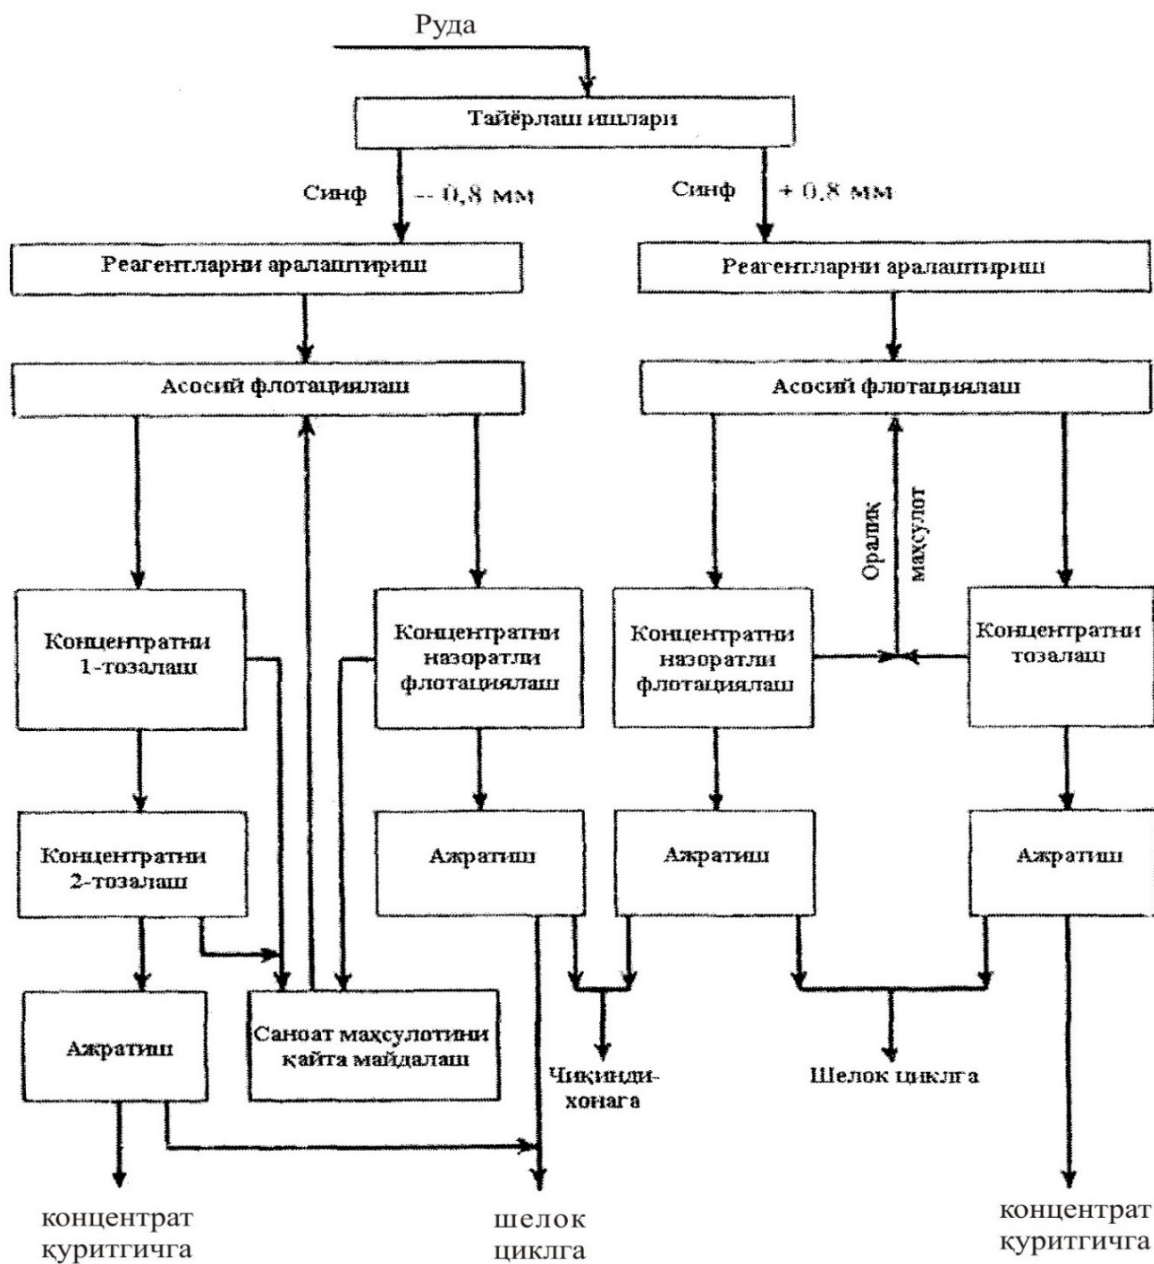 Руда
Тайёрлаш ишлари
Синф -- 0,8 мм
Синф + 0,8 мм
Реагентларни аралаштириш
Реагентларни аралаштириш
Асосий флотациялаш
Асосий флотациялаш
Оралиқ
маҳсулот
Концентратни
1-тозалаш
Концентратни
назоратли
флотациялаш
Концентратни
назоратли
флотациялаш
Концентратни
тозалаш
Концентратни
2-тозалаш
Ажратиш
Ажратиш
Ажратиш
Ажратиш
Саноат маҳсулотини
қайта майдалаш
Чиқинди-
хонага
Шелок циклга
концентрат
қуритгичга
шелок
циклга
концентрат
қуритгичга